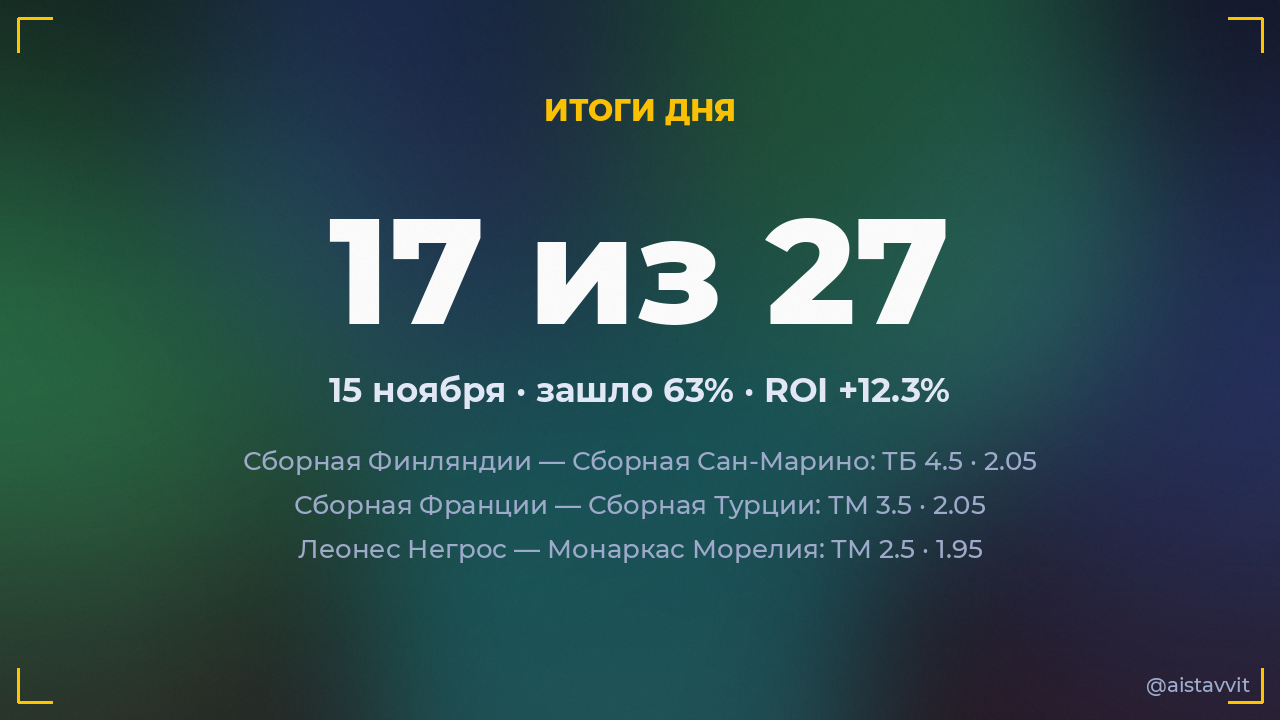 ИТОГИ ДНЯ
17 из 27
15 ноября · зашло 63% · ROI +12.3%
Сборная Финляндии — Сборная Сан-Марино: ТБ 4.5 · 2.05
Сборная Франции — Сборная Турции: ТМ 3.5 · 2.05
Леонес Негрос — Монаркас Морелия: ТМ 2.5 · 1.95
@aistavvit